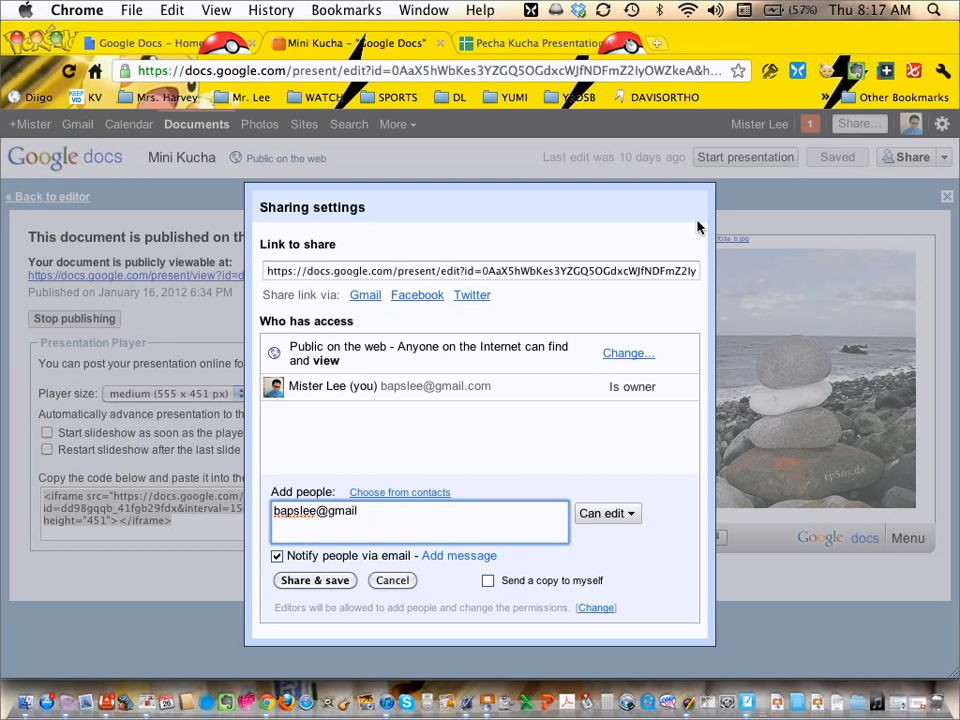 Chrome File Edit View History Bookmarks Window Help (57%) Thu 8:17 AM
Google Docs - Home Mini Kucha - "Google Docs" Pecha Kucha Presentation
https://docs.google.com/present/edit?id=0AaX5hWbKes3YZGQ5OGdxcWJfNDFmZ2IyOWZkeA&h...
Diigo KV Mrs. Harvey Mr. Lee WATCH SPORTS DL YUMI YRDSB DAVISORTHO » Other Bookmarks
+Mister Gmail Calendar Documents Photos Sites Search More Mister Lee 1 Share...
Google docs Mini Kucha Public on the web Last edit was 10 days ago Start presentation Saved Share
« Back to editor
Sharing settings
This document is published on th
Link to share
Your document is publicly viewable at:
https://docs.google.com/present/view?id=d
https://docs.google.com/present/edit?id=0AaX5hWbKes3YZGQ5OGdxcWJfNDFmZ2Iy
Published on January 16, 2012 6:34 PM
Share link via: Gmail Facebook Twitter
Stop publishing
Who has access
Presentation Player
Public on the web - Anyone on the Internet can find
and view
Change...
You can post your presentation online fo
Mister Lee (you) bapslee@gmail.com Is owner
Player size: medium (555 x 451 px)
Automatically advance presentation to th
Start slideshow as soon as the playe
Restart slideshow after the last slide
Copy the code below and paste it into th
<iframe src="https://docs.google.com/
id=dd98gqqb_41fgb29fdx&interval=15
height="451"></iframe>
Add people: Choose from contacts
bapslee@gmail
Can edit
Notify people via email - Add message
Share & save Cancel Send a copy to myself
Editors will be allowed to add people and change the permissions. [Change]
ep5os.de
Google docs Menu